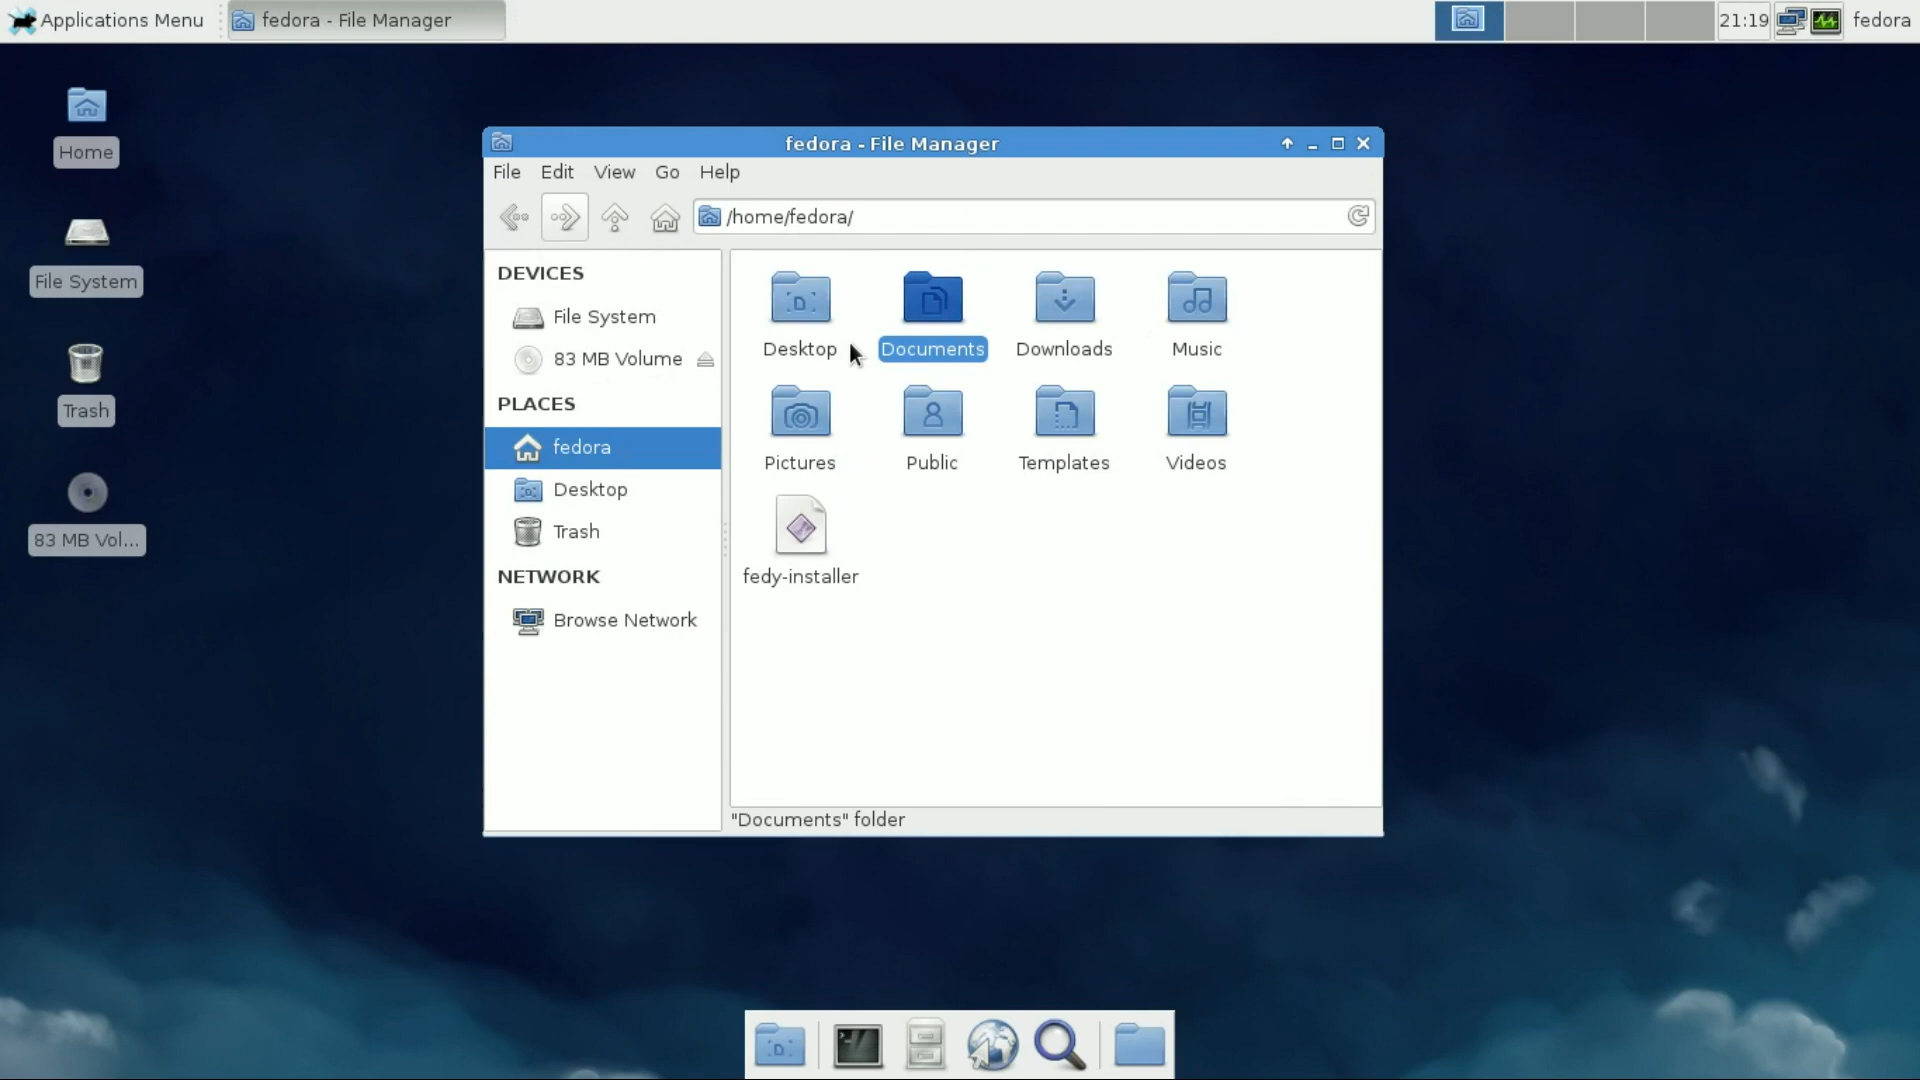 Applications Menu
fedora - File Manager
21:19
fedora
Home
File System
Trash
83 MB Vol...
fedora - File Manager
File Edit View Go Help
/home/fedora/
DEVICES
File System
83 MB Volume
PLACES
fedora
Desktop
Trash
NETWORK
Browse Network
Desktop
Documents
Downloads
Music
Pictures
Public
Templates
Videos
fedy-installer
"Documents" folder